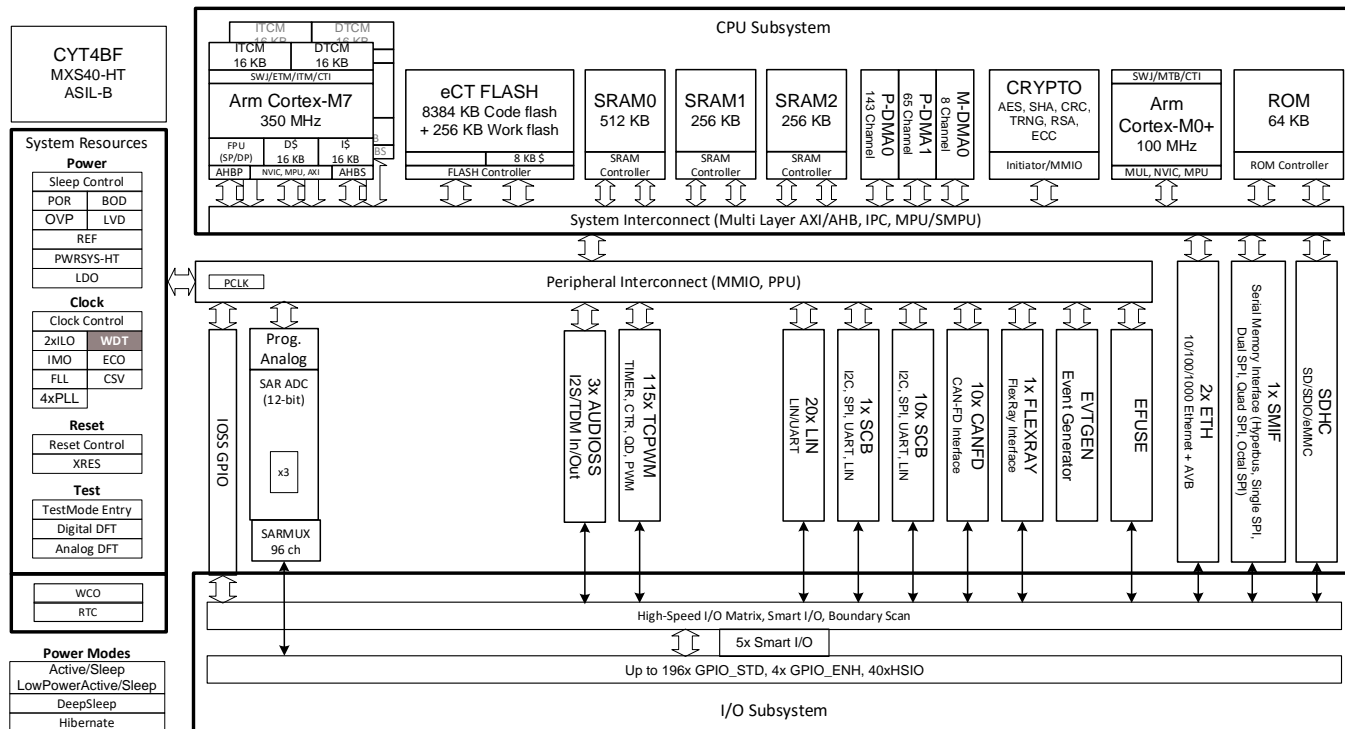 CYT4BF
MXS40-HT
ASIL-B
System Resources
Power
Sleep Control
POR
BOD
OVP
LVD
REF
PWRSYS-HT
LDO
Clock
Clock Control
2xILO
WDT
IMO
ECO
FLL
CSV
4xPLL
Reset
Reset Control
XRES
Test
TestMode Entry
Digital DFT
Analog DFT
WCO
RTC
Power Modes
Active/Sleep
LowPowerActive/Sleep
DeepSleep
Hibernate
CPU Subsystem
ITCM
16 KB
DTCM
16 KB
ITCM
16 KB
DTCM
16 KB
SWJ/ETM/ITM/CTI
Arm Cortex-M7
350 MHz
FPU
(SP/DP)
D$
16 KB
I$
16 KB
AHBP
NVIC, MPU, AXI
AHBS
eCT FLASH
8384 KB Code flash
+ 256 KB Work flash
8 KB $
FLASH Controller
SRAM0
512 KB
SRAM
Controller
SRAM1
256 KB
SRAM
Controller
SRAM2
256 KB
SRAM
Controller
P-DMA0
143 Channel
P-DMA1
65 Channel
M-DMA0
8 Channel
CRYPTO
AES, SHA, CRC,
TRNG, RSA,
ECC
Initiator/MMIO
SWJ/MTB/CTI
Arm
Cortex-M0+
100 MHz
MUL, NVIC, MPU
ROM
64 KB
ROM Controller
System Interconnect (Multi Layer AXI/AHB, IPC, MPU/SMPU)
PCLK
Peripheral Interconnect (MMIO, PPU)
IOSS GPIO
Prog.
Analog
SAR ADC
(12-bit)
x3
SARMUX
96 ch
3x AUDIOSS
I2S/TDM In/Out
115x TCPWM
TIMER, CTR, QD, PWM
20x LIN
LIN/UART
1x SCB
I2C, SPI, UART, LIN
10x SCB
I2C, SPI, UART, LIN
10x CANFD
CAN-FD Interface
1x FLEXRAY
FlexRay Interface
EVTGEN
Event Generator
EFUSE
2x ETH
10/100/1000 Ethernet + AVB
1x SMIF
Serial Memory Interface (Hyperbus, Single SPI,
Dual SPI, Quad SPI, Octal SPI)
SDHC
SD/SDIO/eMMC
High-Speed I/O Matrix, Smart I/O, Boundary Scan
5x Smart I/O
Up to 196x GPIO_STD, 4x GPIO_ENH, 40xHSIO
I/O Subsystem